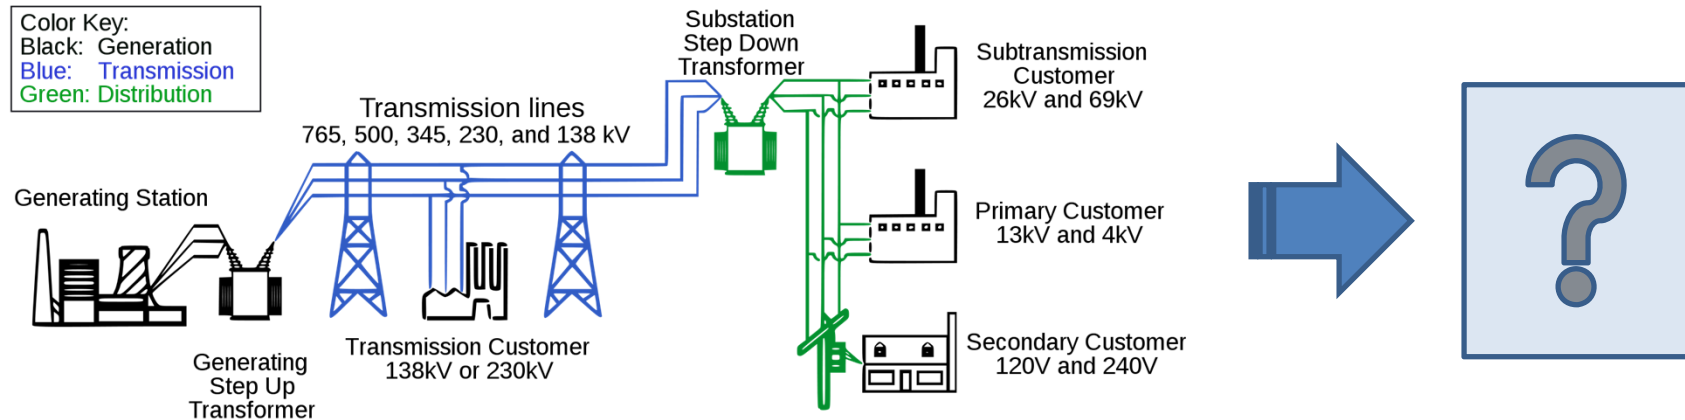 Color Key:
Black: Generation
Blue: Transmission
Green: Distribution
Generating Station
Generating
Step Up
Transformer
Transmission lines
765, 500, 345, 230, and 138 kV
Transmission Customer
138kV or 230kV
Substation
Step Down
Transformer
Subtransmission
Customer
26kV and 69kV
Primary Customer
13kV and 4kV
Secondary Customer
120V and 240V
?